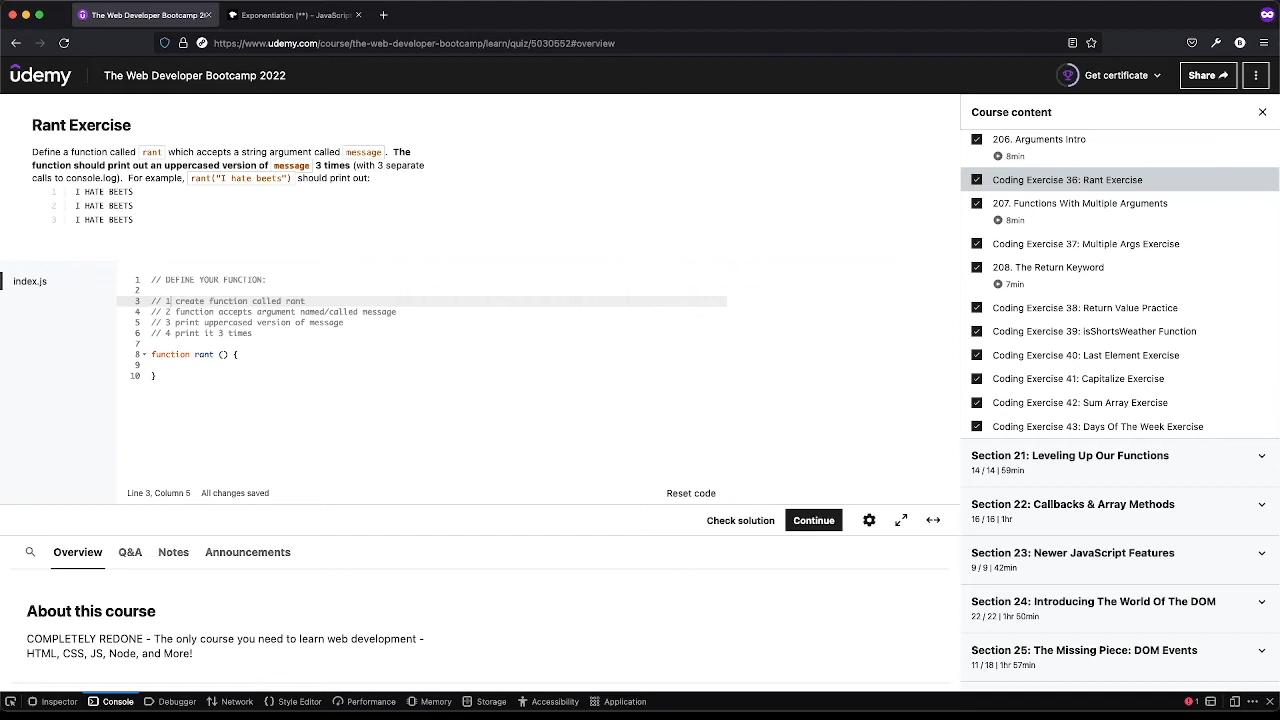 The Web Developer Bootcamp 20
Exponentiation (**) – JavaScript
https://www.udemy.com/course/the-web-developer-bootcamp/learn/quiz/5030552#overview
B
udemy
The Web Developer Bootcamp 2022
Get certificate
Share
Rant Exercise
Define a function called rant which accepts a string argument called message. The
function should print out an uppercased version of message 3 times (with 3 separate
calls to console.log). For example, rant("I hate beets") should print out:
1 I HATE BEETS
2 I HATE BEETS
3 I HATE BEETS
index.js
1 // DEFINE YOUR FUNCTION:
2
3 // 1 create function called rant
4 // 2 function accepts argument named/called message
5 // 3 print uppercased version of message
6 // 4 print it 3 times
7
8 function rant () {
9
10 }
Line 3, Column 5 All changes saved
Reset code
Check solution
Continue
Overview
Q&A
Notes
Announcements
About this course
COMPLETELY REDONE - The only course you need to learn web development -
HTML, CSS, JS, Node, and More!
Course content
206. Arguments Intro
8min
Coding Exercise 36: Rant Exercise
207. Functions With Multiple Arguments
8min
Coding Exercise 37: Multiple Args Exercise
208. The Return Keyword
7min
Coding Exercise 38: Return Value Practice
Coding Exercise 39: isShortsWeather Function
Coding Exercise 40: Last Element Exercise
Coding Exercise 41: Capitalize Exercise
Coding Exercise 42: Sum Array Exercise
Coding Exercise 43: Days Of The Week Exercise
Section 21: Leveling Up Our Functions
14 / 14 | 59min
Section 22: Callbacks & Array Methods
16 / 16 | 1hr
Section 23: Newer JavaScript Features
9 / 9 | 42min
Section 24: Introducing The World Of The DOM
22 / 22 | 1hr 50min
Section 25: The Missing Piece: DOM Events
11 / 18 | 1hr 57min
Inspector
Console
Debugger
Network
Style Editor
Performance
Memory
Storage
Accessibility
Application
1